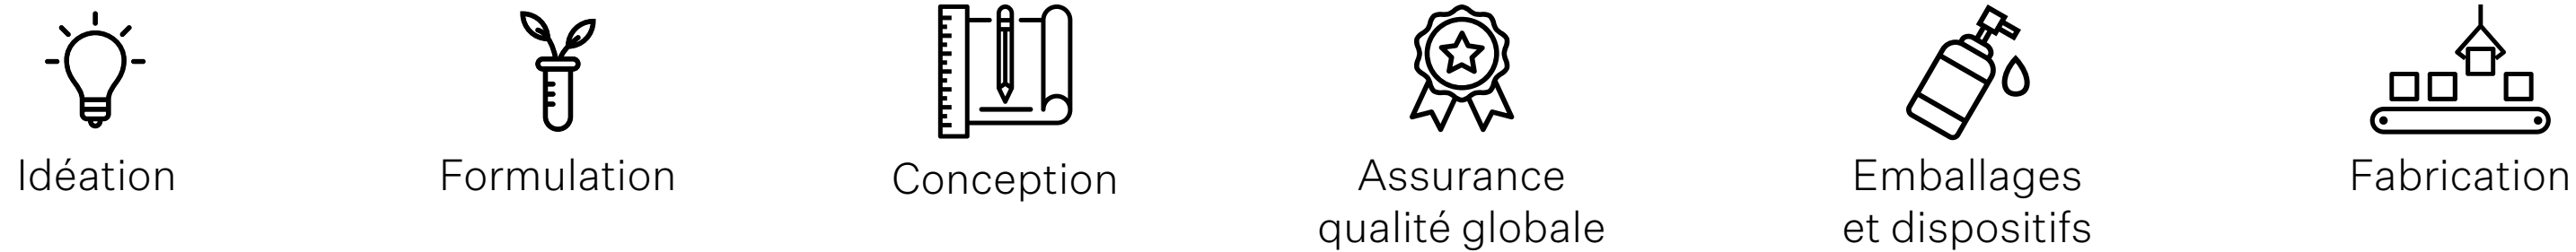 Idéation
Formulation
Conception
Assurance
qualité globale
Emballages
et dispositifs
Fabrication